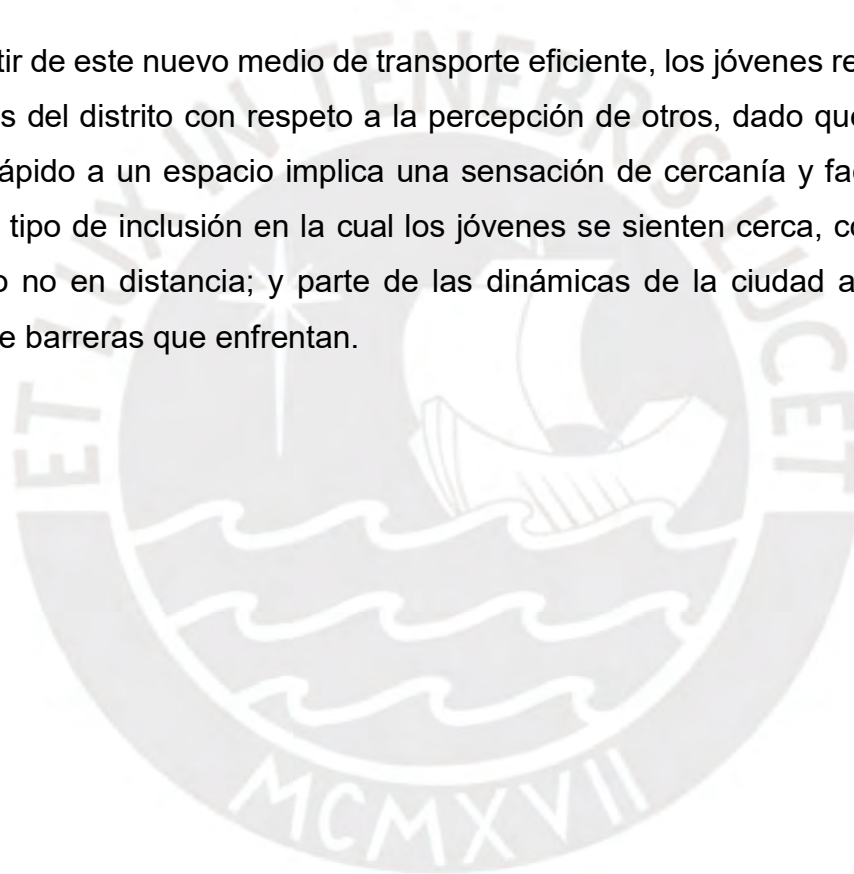 tir de este nuevo medio de transporte eficiente, los jóvenes re
s del distrito con respeto a la percepción de otros, dado que
ápido a un espacio implica una sensación de cercanía y fac
tipo de inclusión en la cual los jóvenes se sienten cerca, co
o no en distancia; y parte de las dinámicas de la ciudad a
e barreras que enfrentan.
ET LUX IN TENEBRIS LUCET
MCMXVII